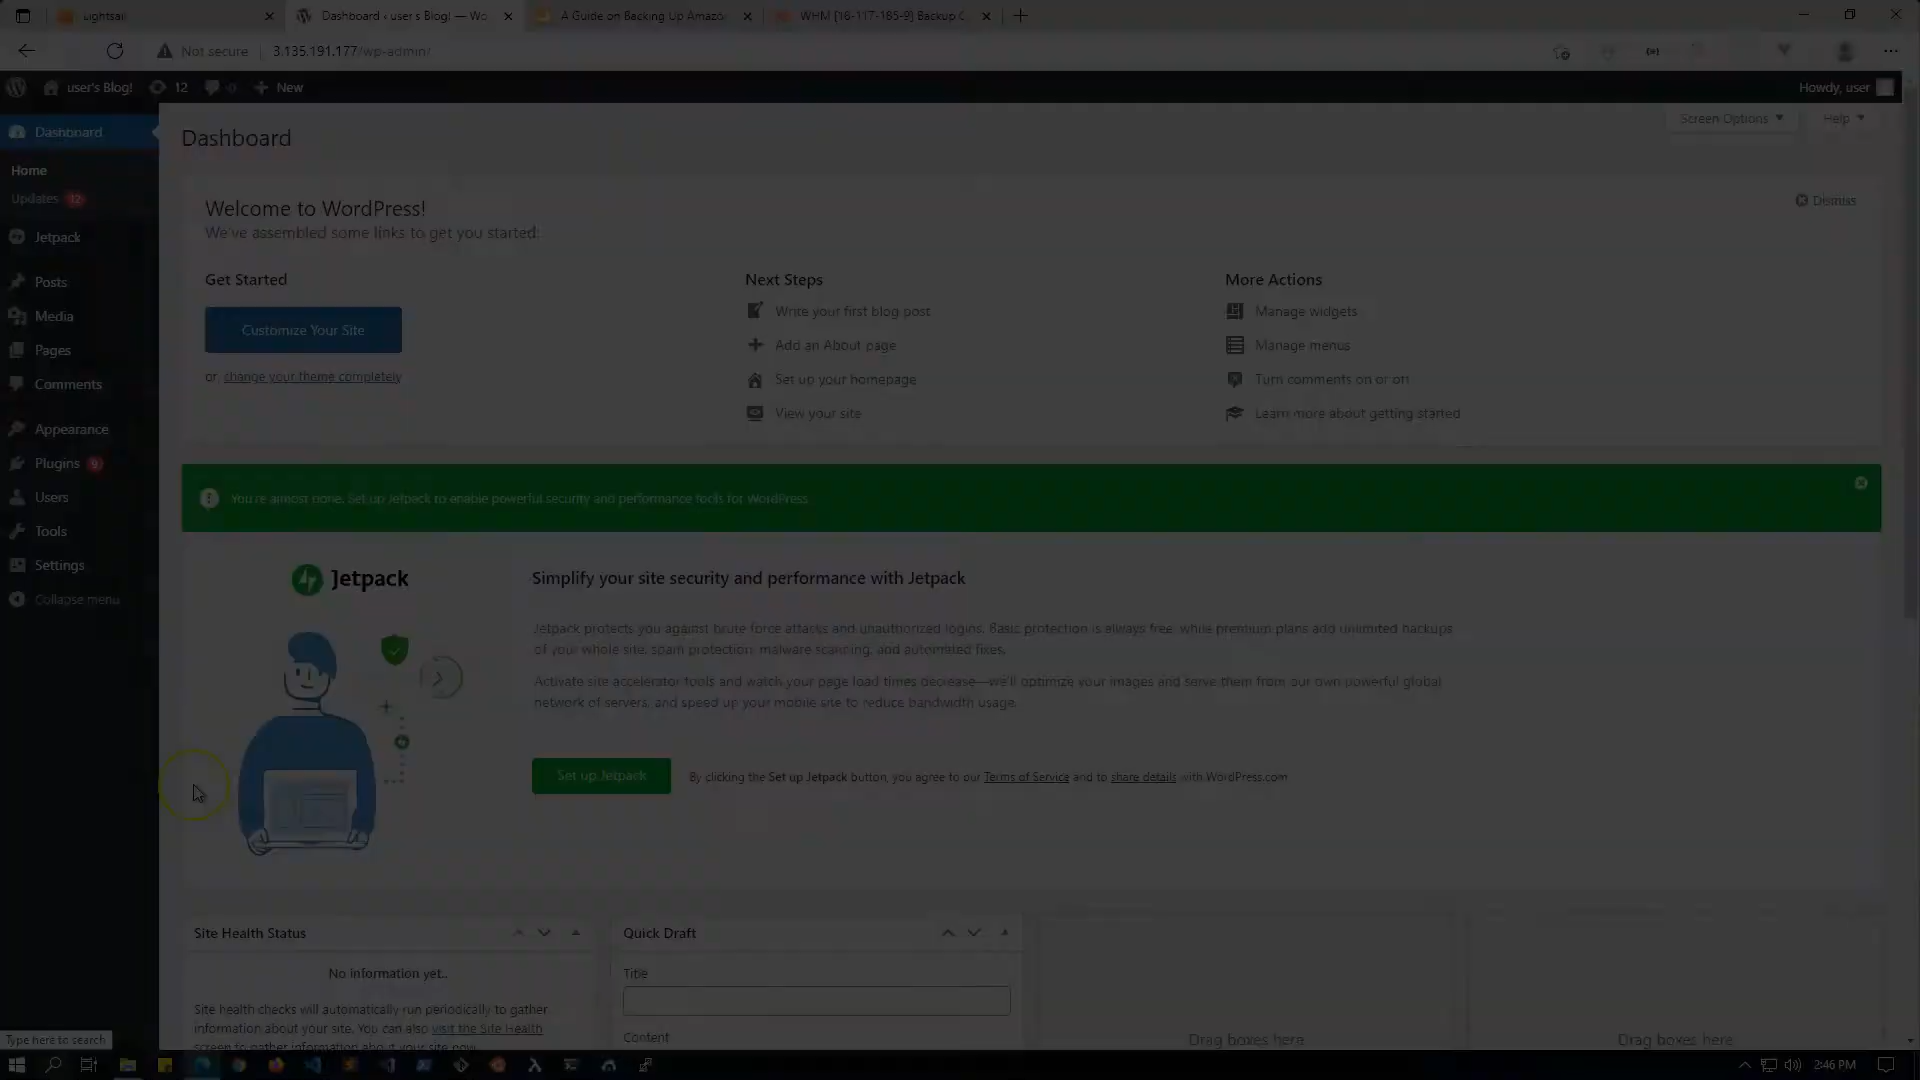 Lightsail
Dashboard ‹ user's Blog! — Wo
A Guide on Backing Up Amazo
WHM [18-117-185-9] Backup C
Not secure
3.135.191.177/wp-admin/
user's Blog!
12
0
New
Howdy, user
Dashboard
Home
Updates 12
Jetpack
Posts
Media
Pages
Comments
Appearance
Plugins 9
Users
Tools
Settings
Collapse menu
Dashboard
Screen Options
Help
Welcome to WordPress!
We've assembled some links to get you started:
Dismiss
Get Started
Customize Your Site
or, change your theme completely
Next Steps
Write your first blog post
Add an About page
Set up your homepage
View your site
More Actions
Manage widgets
Manage menus
Turn comments on or off
Learn more about getting started
You're almost done. Set up Jetpack to enable powerful security and performance tools for WordPress.
Jetpack
Simplify your site security and performance with Jetpack
Jetpack protects you against brute force attacks and unauthorized logins. Basic protection is always free, while premium plans add unlimited backups
of your whole site, spam protection, malware scanning, and automated fixes.
Activate site accelerator tools and watch your page load times decrease—we'll optimize your images and serve them from our own powerful global
network of servers, and speed up your mobile site to reduce bandwidth usage.
Set up Jetpack
By clicking the Set up Jetpack button, you agree to our Terms of Service and to share details with WordPress.com
Site Health Status
No information yet..
Site health checks will automatically run periodically to gather
information about your site. You can also visit the Site Health
screen to gather information about your site now.
Quick Draft
Title
Content
Drag boxes here
Drag boxes here
Type here to search
2:46 PM